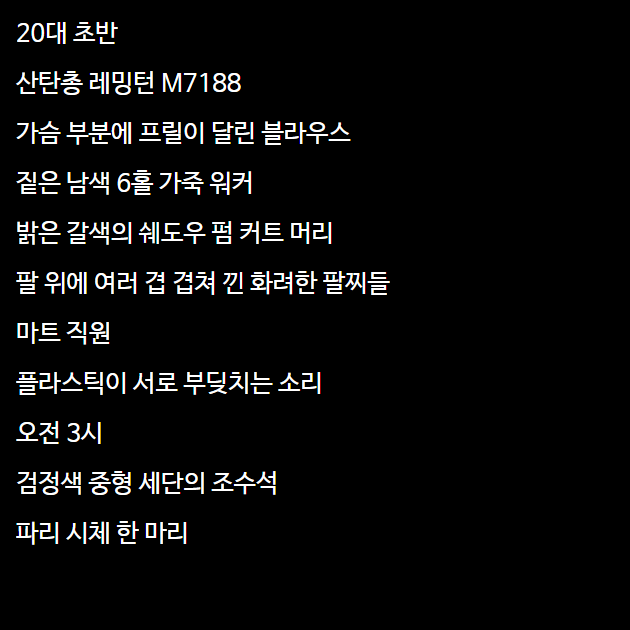 20대 초반
산탄총 레밍턴 M7188
가슴 부분에 프릴이 달린 블라우스
짙은 남색 6홀 가죽 워커
밝은 갈색의 쉐도우 펌 커트 머리
팔 위에 여러 겹 겹쳐 낀 화려한 팔찌들
마트 직원
플라스틱이 서로 부딪치는 소리
오전 3시
검정색 중형 세단의 조수석
파리 시체 한 마리